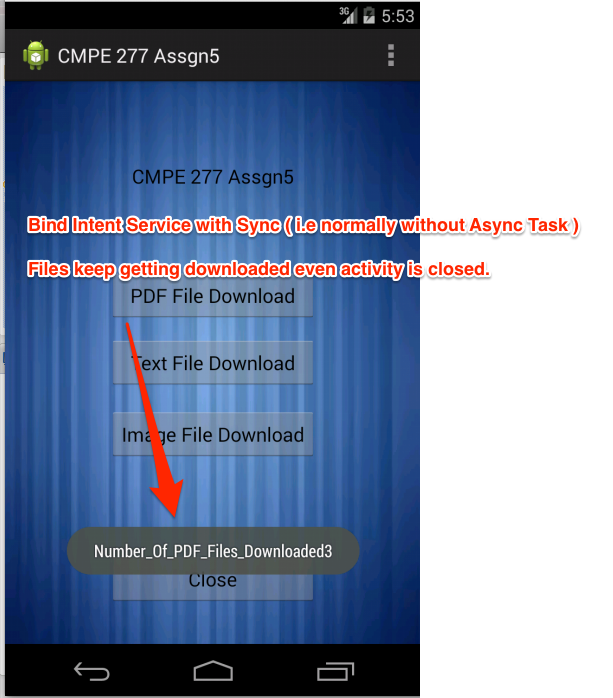 3G 5:53
CMPE 277 Assgn5
CMPE 277 Assgn5
Bind Intent Service with Sync ( i.e normally without Async Task )
Files keep getting downloaded even activity is closed.
PDF File Download
Text File Download
Image File Download
Number_Of_PDF_Files_Downloaded3
Close